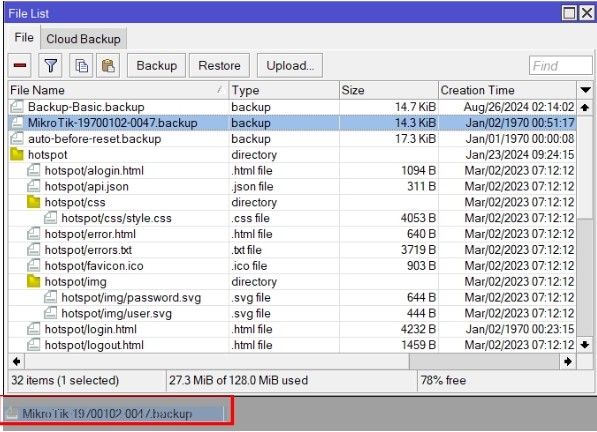 File List
File Cloud Backup
Backup Restore Upload... Find
File Name / Type Size Creation Time
Backup-Basic.backup backup 14.7 KiB Aug/26/2024 02:14:02
MikroTik-19700102-0047.backup backup 14.3 KiB Jan/02/1970 00:51:17
auto-before-reset.backup backup 17.3 KiB Jan/01/1970 00:00:08
hotspot directory Jan/23/2024 09:24:15
hotspot/alogin.html .html file 1094 B Mar/02/2023 07:12:12
hotspot/api.json .json file 311 B Mar/02/2023 07:12:12
hotspot/css directory Mar/02/2023 07:12:12
hotspot/css/style.css .css file 4053 B Mar/02/2023 07:12:12
hotspot/error.html .html file 640 B Mar/02/2023 07:12:12
hotspot/errors.txt .txt file 3719 B Mar/02/2023 07:12:12
hotspot/favicon.ico .ico file 903 B Mar/02/2023 07:12:12
hotspot/img directory Mar/02/2023 07:12:12
hotspot/img/password.svg .svg file 644 B Mar/02/2023 07:12:12
hotspot/img/user.svg .svg file 444 B Mar/02/2023 07:12:12
hotspot/login.html .html file 4232 B Jan/02/1970 00:23:15
hotspot/logout.html .html file 1459 B Mar/02/2023 07:12:12
32 items (1 selected) 27.3 MiB of 128.0 MiB used 78% free
MikroTik-19700102-0047.backup